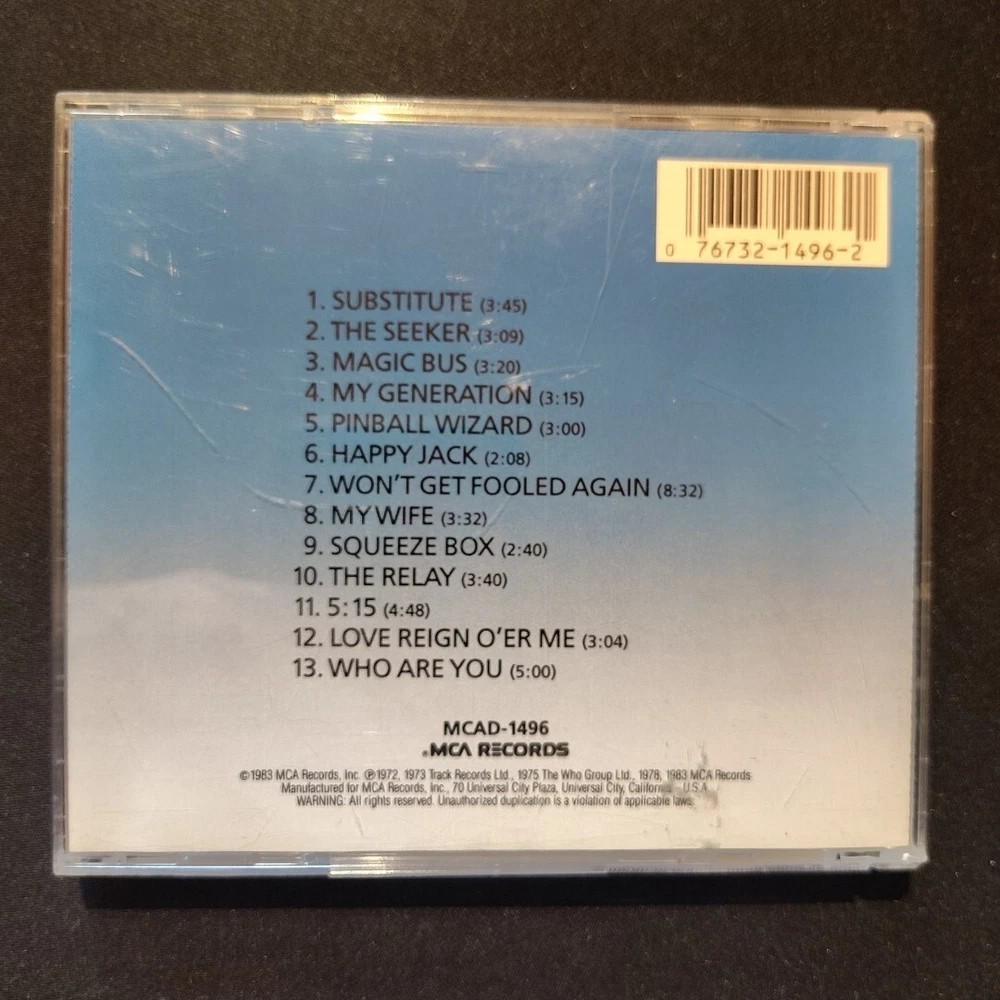 0 76732-1496-2
1. SUBSTITUTE (3:45)
2. THE SEEKER (3:09)
3. MAGIC BUS (3:20)
4. MY GENERATION (3:15)
5. PINBALL WIZARD (3:00)
6. HAPPY JACK (2:08)
7. WON'T GET FOOLED AGAIN (8:32)
8. MY WIFE (3:32)
9. SQUEEZE BOX (2:40)
10. THE RELAY (3:40)
11. 5:15 (4:48)
12. LOVE REIGN O'ER ME (3:04)
13. WHO ARE YOU (5:00)
MCAD-1496
MCA RECORDS
©1983 MCA Records, Inc. ℗1972, 1973 Track Records Ltd., 1975 The Who Group Ltd., 1978, 1983 MCA Records
Manufactured for MCA Records, Inc., 70 Universal City Plaza, Universal City, U.S.A.
WARNING: All rights reserved. Unauthorized duplication is a violation of applicable laws.